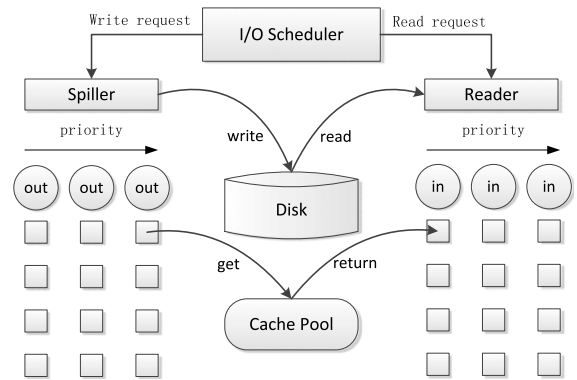 Write request
I/O Scheduler
Read request
Spiller
Reader
priority
write
read
priority
out
out
out
in
in
in
Disk
get
return
Cache Pool